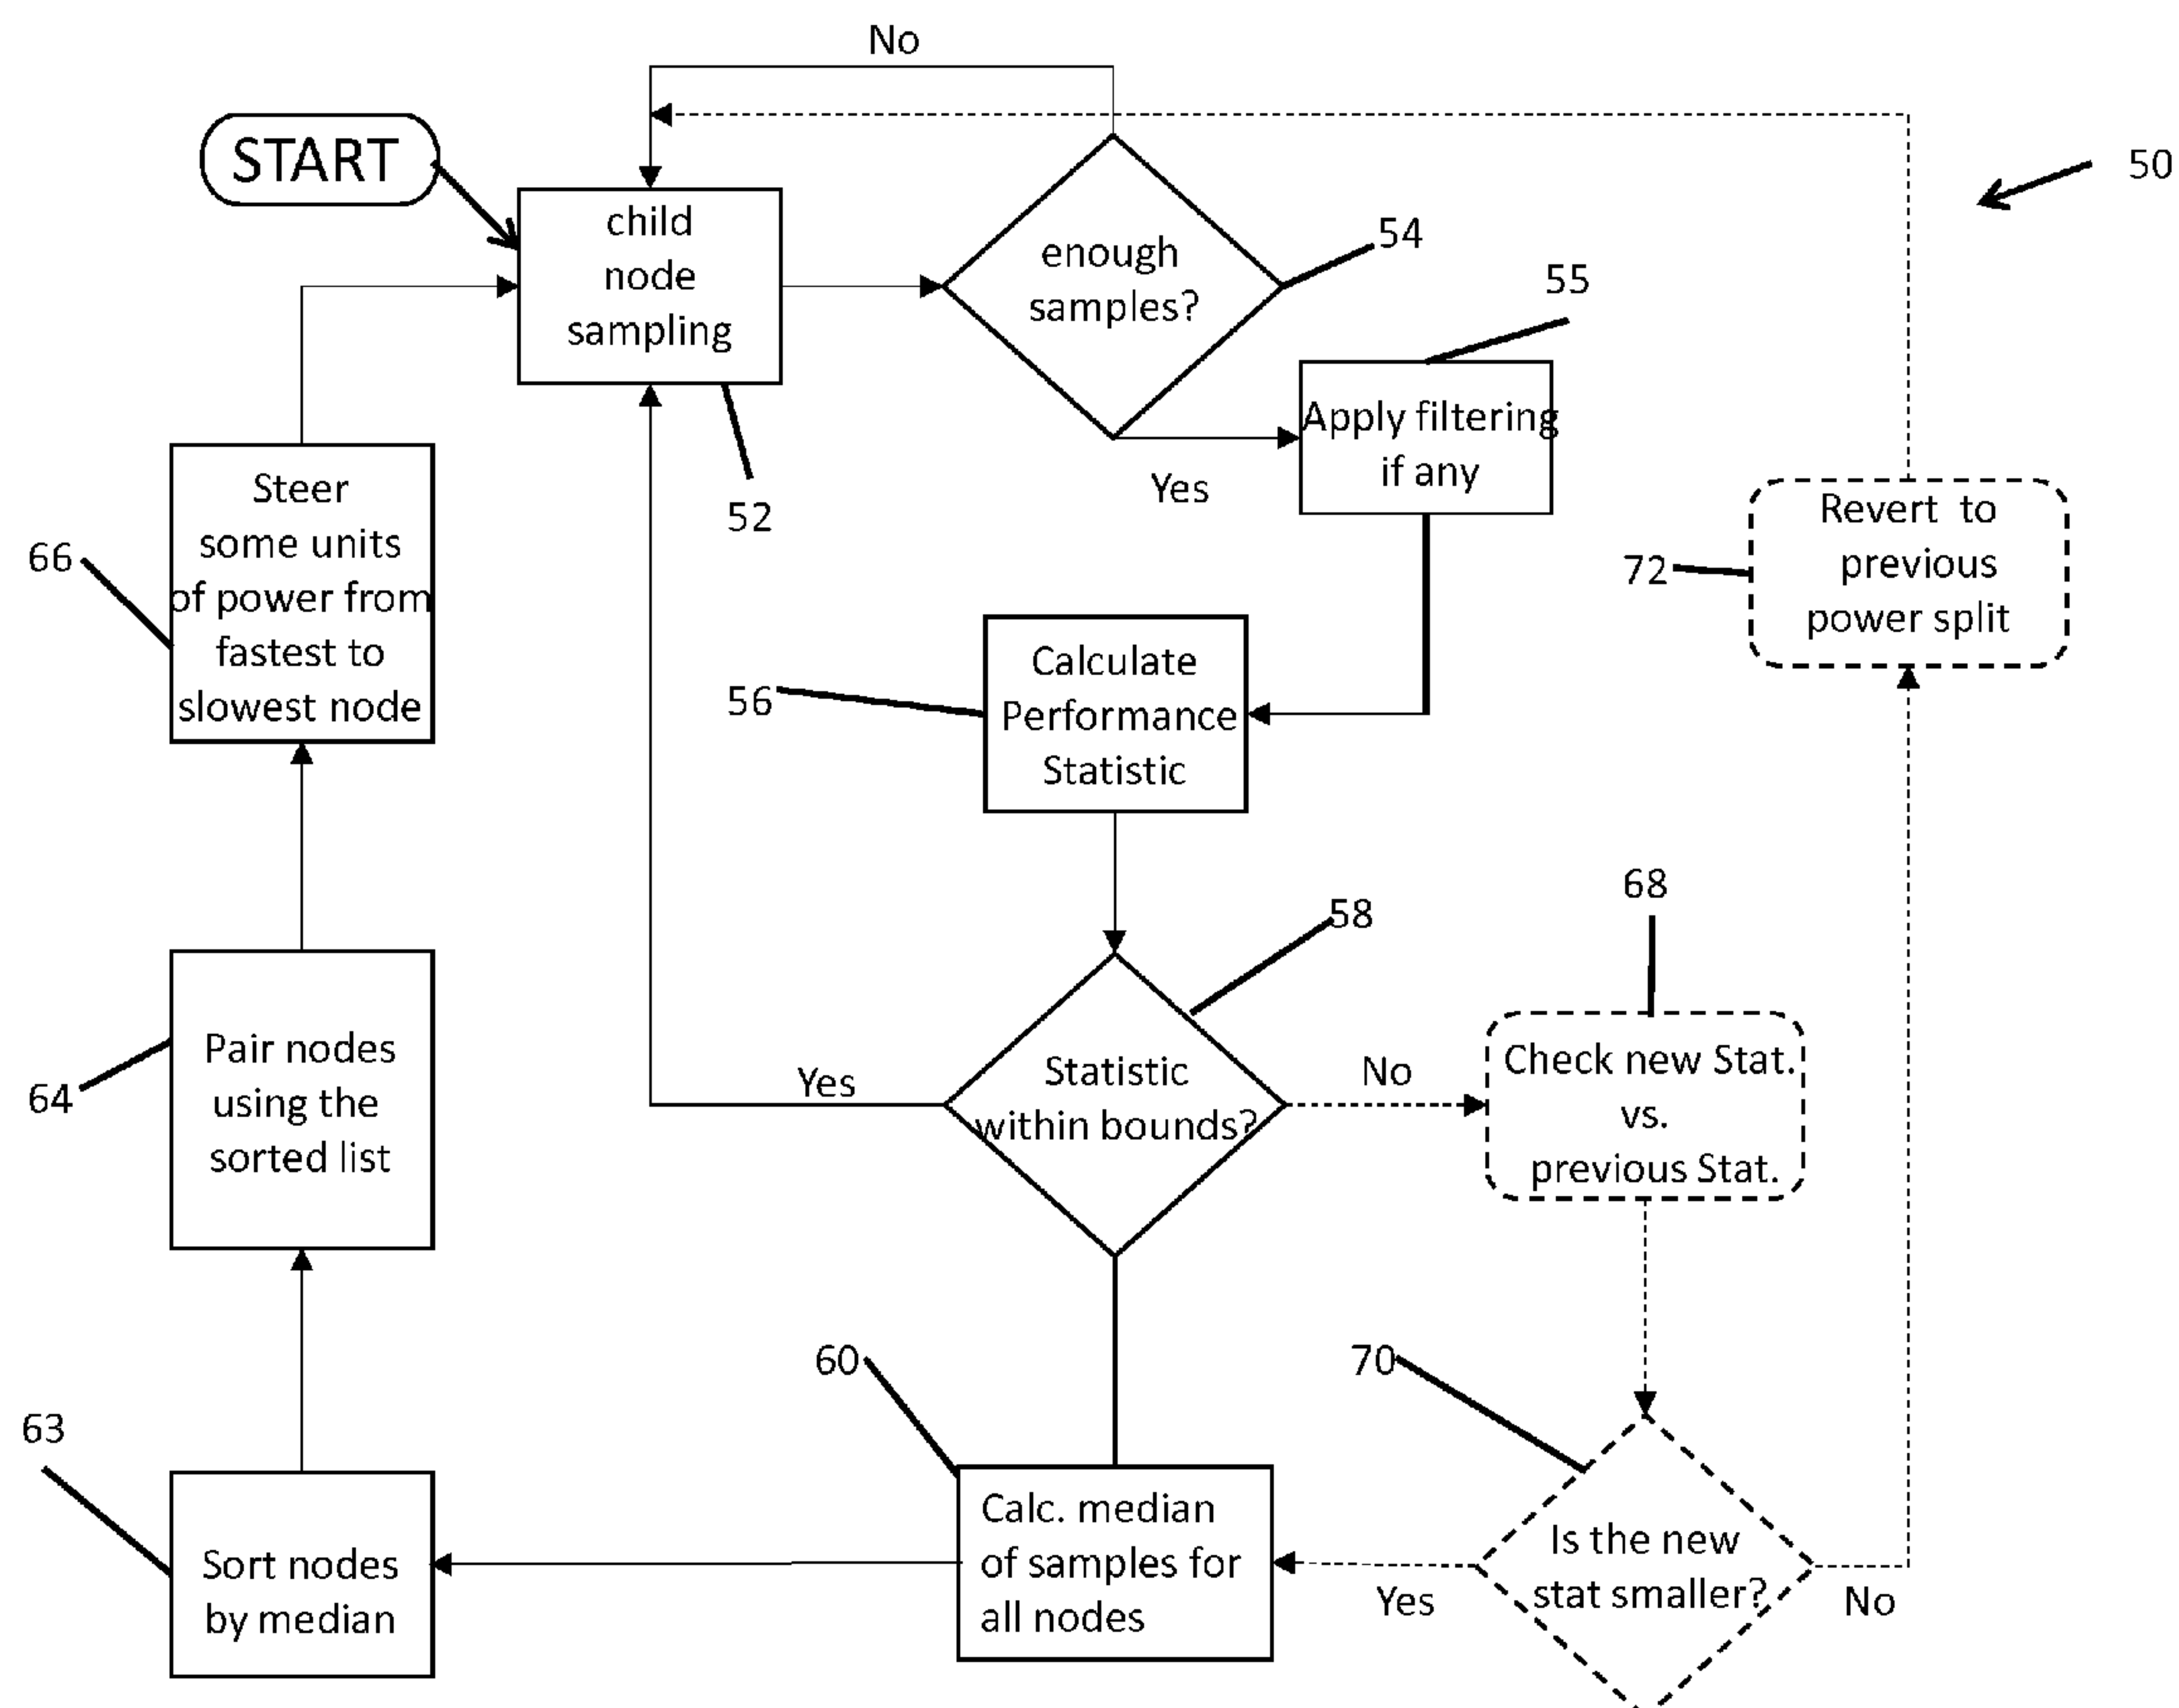 No
START
50
child
node
sampling
enough
samples?
54
55
52
Apply filtering
if any
Yes
Steer
some units
of power from
fastest to
slowest node
66
Revert to
previous
power split
72
Calculate
Performance
Statistic
56
68
58
Pair nodes
using the
sorted list
64
Yes
Statistic
within bounds?
No
Check new Stat.
vs.
previous Stat.
60
70
63
Sort nodes
by median
Calc. median
of samples for
all nodes
Yes
Is the new
stat smaller?
No